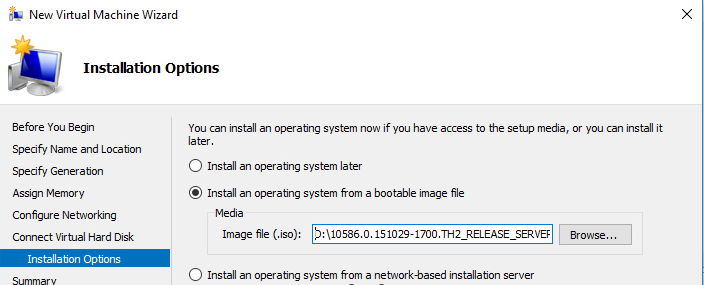 New Virtual Machine Wizard
Installation Options
Before You Begin
Specify Name and Location
Specify Generation
Assign Memory
Configure Networking
Connect Virtual Hard Disk
Installation Options
Summary
You can install an operating system now if you have access to the setup media, or you can install it
later.
Install an operating system later
Install an operating system from a bootable image file
Media
Image file (.iso): D:\10586.0.151029-1700.TH2_RELEASE_SERVER Browse...
Install an operating system from a network-based installation server